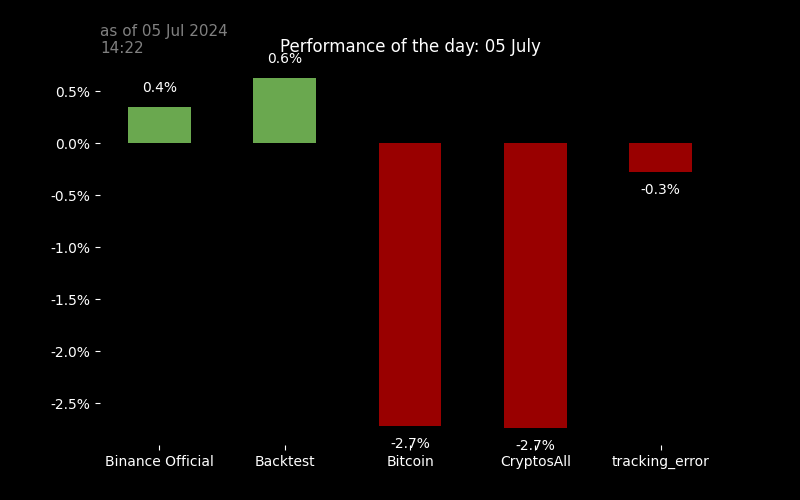 as of 05 Jul 2024
14:22
Performance of the day: 05 July
0.4%
0.6%
-2.7%
-2.7%
-0.3%
0.5%
0.0%
-0.5%
-1.0%
-1.5%
-2.0%
-2.5%
Binance Official
Backtest
Bitcoin
CryptosAll
tracking_error